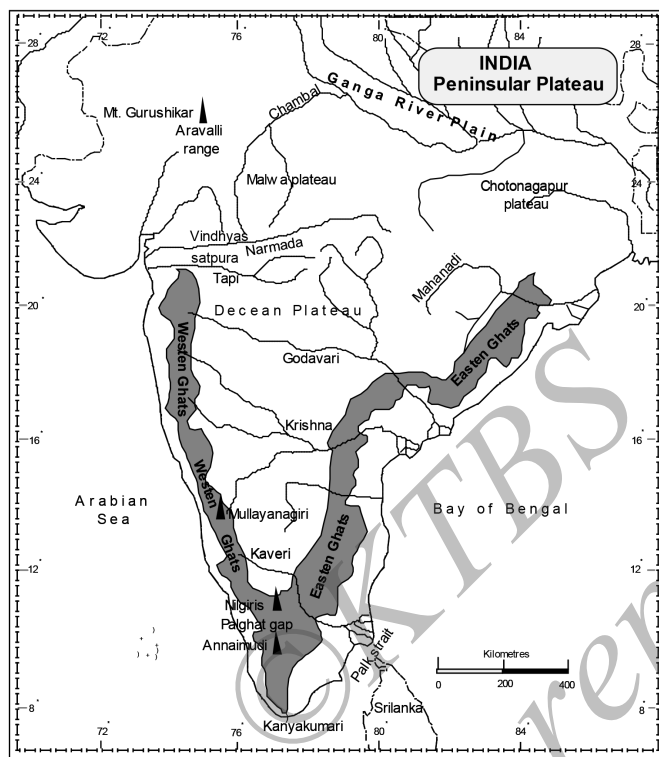 72
76
80
84
28
28
INDIA
Peninsular Plateau
Ganga River Plain
Mt. Gurushikar
Aravalli
range
Chambal
24
24
Malwa plateau
Chotonagapur
plateau
Vindhyas
Narmada
satpura
Tapi
Mahanadi
20
20
Decean Plateau
Godavari
Westen Ghats
Easten Ghats
Krishna
16
16
Westen
Ghats
Arabian
Sea
Mullayanagiri
Bay of Bengal
Kaveri
Easten Ghats
12
12
Nilgiris
Palghat gap
Annaimudi
Palk strait
Kilometres
0 200 400
Srilanka
8
8
Kanyakumari
72
76
80
84
©KTBS